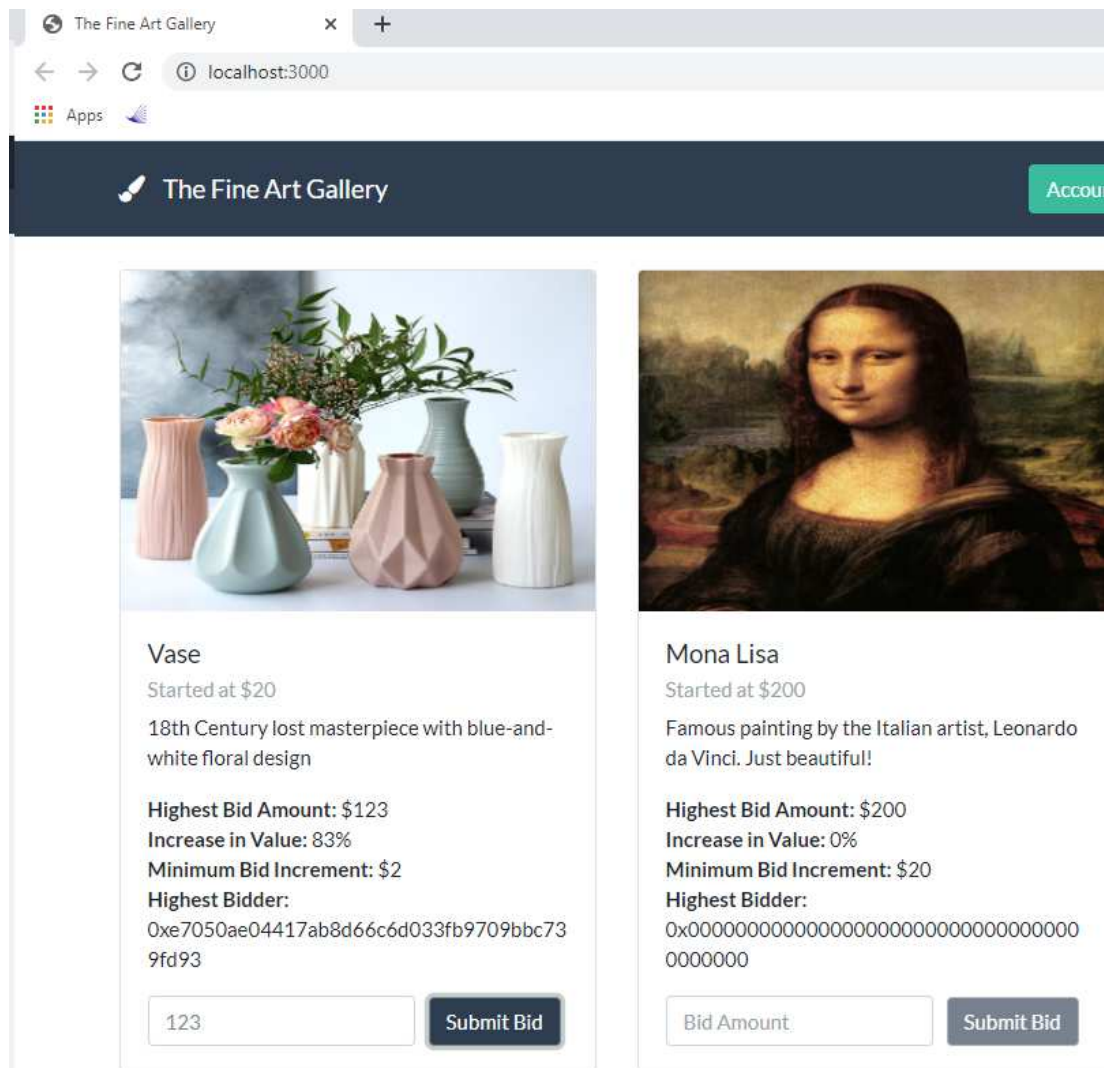 The Fine Art Gallery
localhost:3000
Apps
The Fine Art Gallery
Accou
Vase
Started at $20
18th Century lost masterpiece with blue-and-
white floral design
Highest Bid Amount: $123
Increase in Value: 83%
Minimum Bid Increment: $2
Highest Bidder:
0xe7050ae04417ab8d66c6d033fb9709bbc73
9fd93
123
Submit Bid
Mona Lisa
Started at $200
Famous painting by the Italian artist, Leonardo
da Vinci. Just beautiful!
Highest Bid Amount: $200
Increase in Value: 0%
Minimum Bid Increment: $20
Highest Bidder:
0x000000000000000000000000000000000
0000000
Bid Amount
Submit Bid